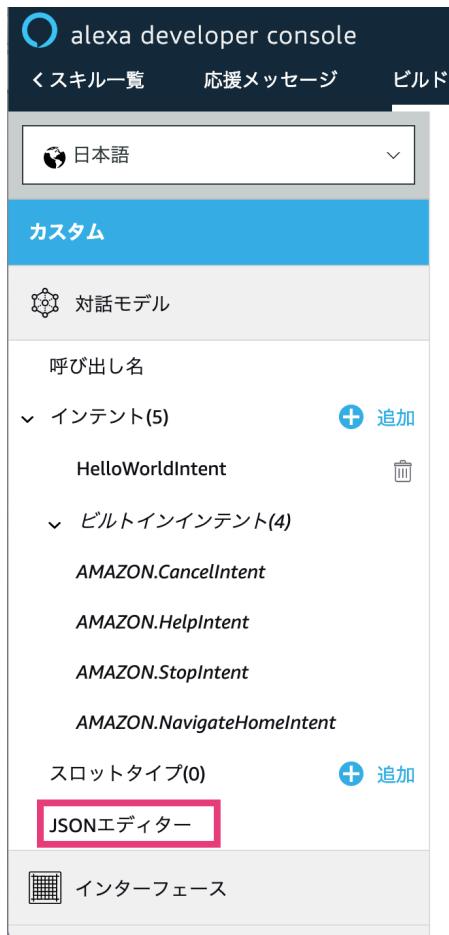 alexa developer console
スキル一覧 応援メッセージ ビルド
日本語
カスタム
対話モデル
呼び出し名
インテント(5) 追加
HelloWorldIntent
ビルトインインテント(4)
AMAZON.CancelIntent
AMAZON.HelpIntent
AMAZON.StopIntent
AMAZON.NavigateHomeIntent
スロットタイプ(0) 追加
JSONエディター
インターフェース